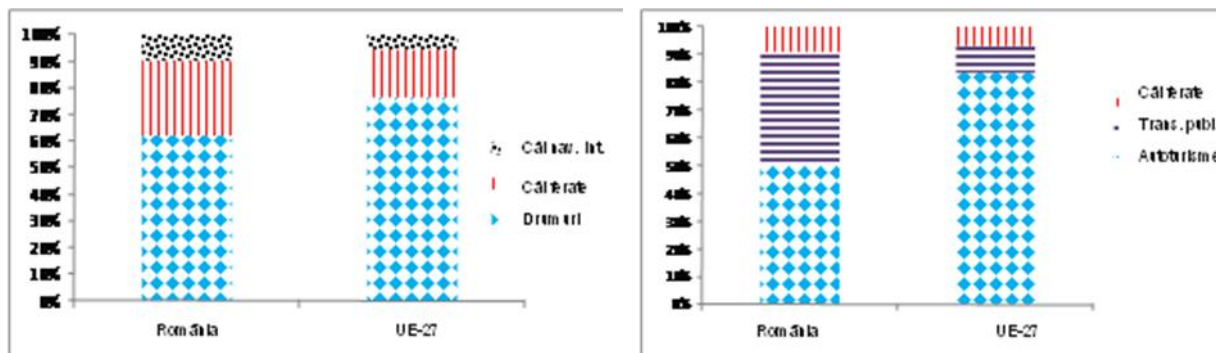 100%
90%
80%
70%
60%
50%
40%
30%
20%
10%
0%
România
UE-27
Căi nav. Int.
Căi ferate
Drumuri
100%
90%
80%
70%
60%
50%
40%
30%
20%
10%
0%
România
UE-27
Căi ferate
Trans. publ
Autoturisme